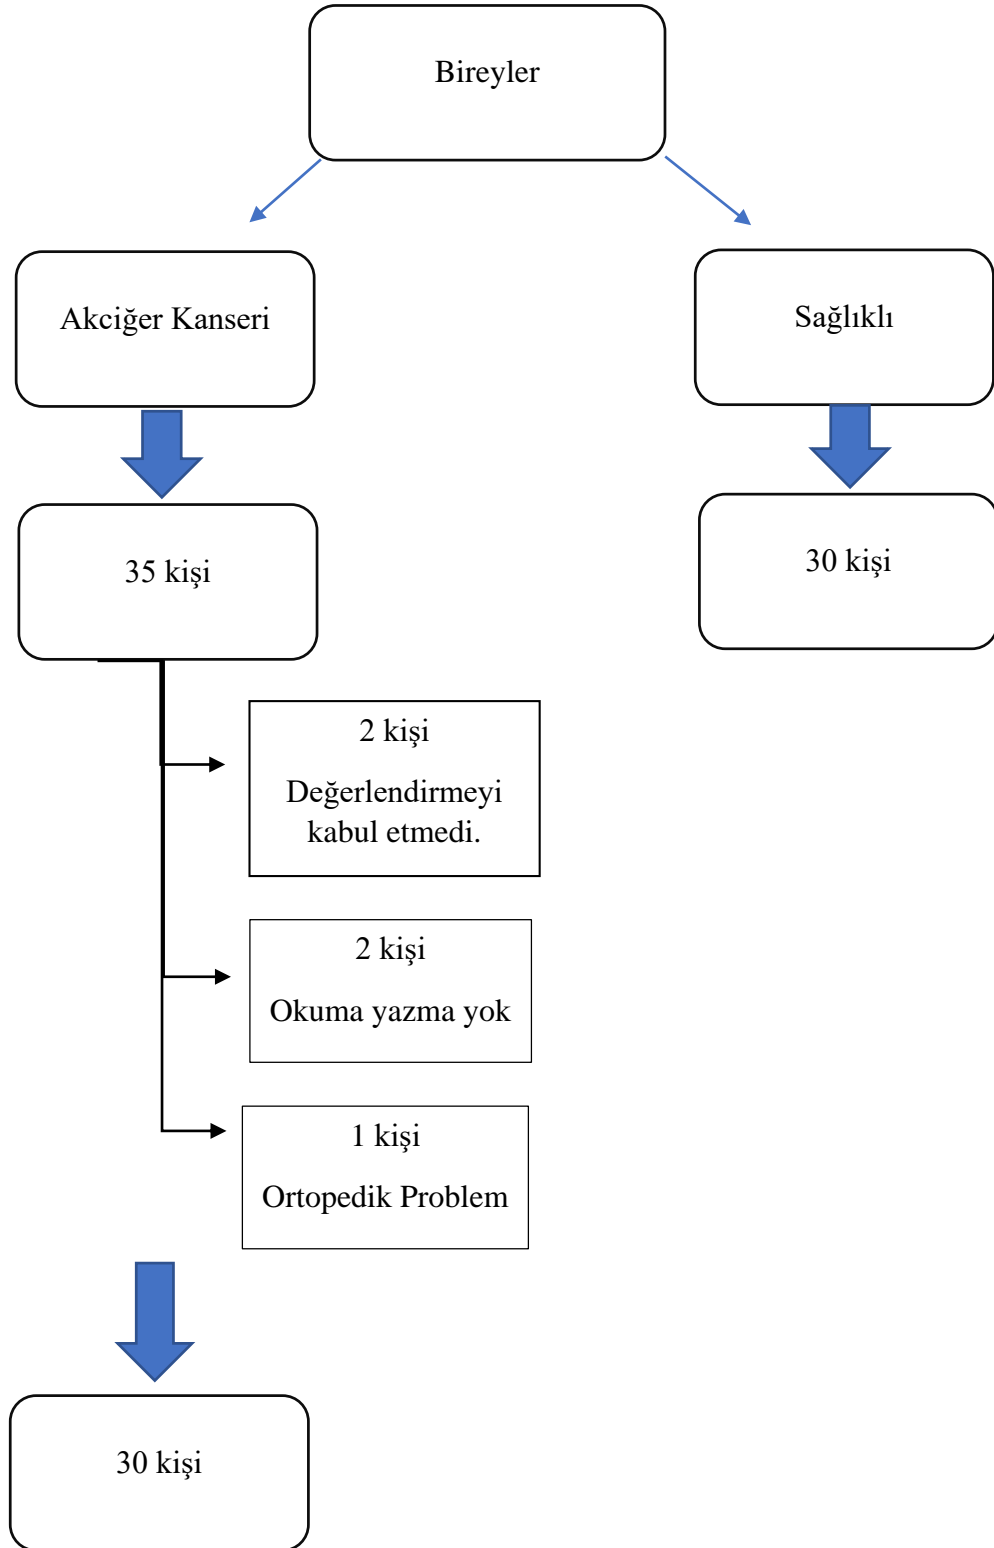 Bireyler
Akciğer Kanseri
Sağlıklı
35 kişi
30 kişi
2 kişi
Değerlendirmeyi
kabul etmedi.
2 kişi
Okuma yazma yok
1 kişi
Ortopedik Problem
30 kişi